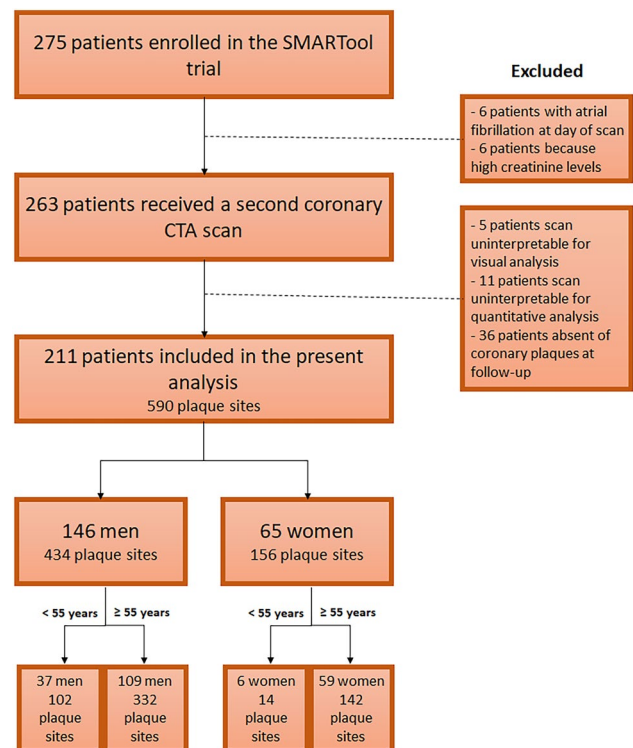 275 patients enrolled in the SMARTool
trial
Excluded
- 6 patients with atrial
fibrillation at day of scan
- 6 patients because
high creatinine levels
263 patients received a second coronary
CTA scan
- 5 patients scan
uninterpretable for
visual analysis
- 11 patients scan
uninterpretable for
quantitative analysis
- 36 patients absent of
coronary plaques at
follow-up
211 patients included in the present
analysis
590 plaque sites
146 men
434 plaque sites
65 women
156 plaque sites
< 55 years
≥ 55 years
< 55 years
≥ 55 years
37 men
102
plaque
sites
109 men
332
plaque
sites
6 women
14
plaque
sites
59 women
142
plaque
sites